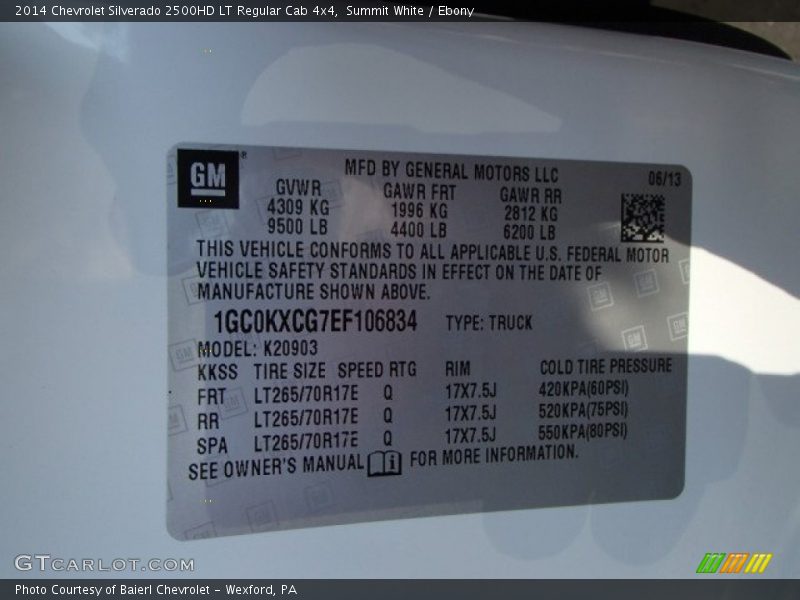 2014 Chevrolet Silverado 2500HD LT Regular Cab 4x4, Summit White / Ebony
GM®
MFD BY GENERAL MOTORS LLC
06/13
GVWR GAWR FRT GAWR RR
4309 KG 1996 KG 2812 KG
9500 LB 4400 LB 6200 LB
THIS VEHICLE CONFORMS TO ALL APPLICABLE U.S. FEDERAL MOTOR
VEHICLE SAFETY STANDARDS IN EFFECT ON THE DATE OF
MANUFACTURE SHOWN ABOVE.
1GC0KXCG7EF106834 TYPE: TRUCK
MODEL: K20903
KKSS TIRE SIZE SPEED RTG RIM COLD TIRE PRESSURE
FRT LT265/70R17E Q 17X7.5J 420KPA(60PSI)
RR LT265/70R17E Q 17X7.5J 520KPA(75PSI)
SPA LT265/70R17E Q 17X7.5J 550KPA(80PSI)
SEE OWNER'S MANUAL i FOR MORE INFORMATION.
GTCARLOT.COM
Photo Courtesy of Baierl Chevrolet - Wexford, PA